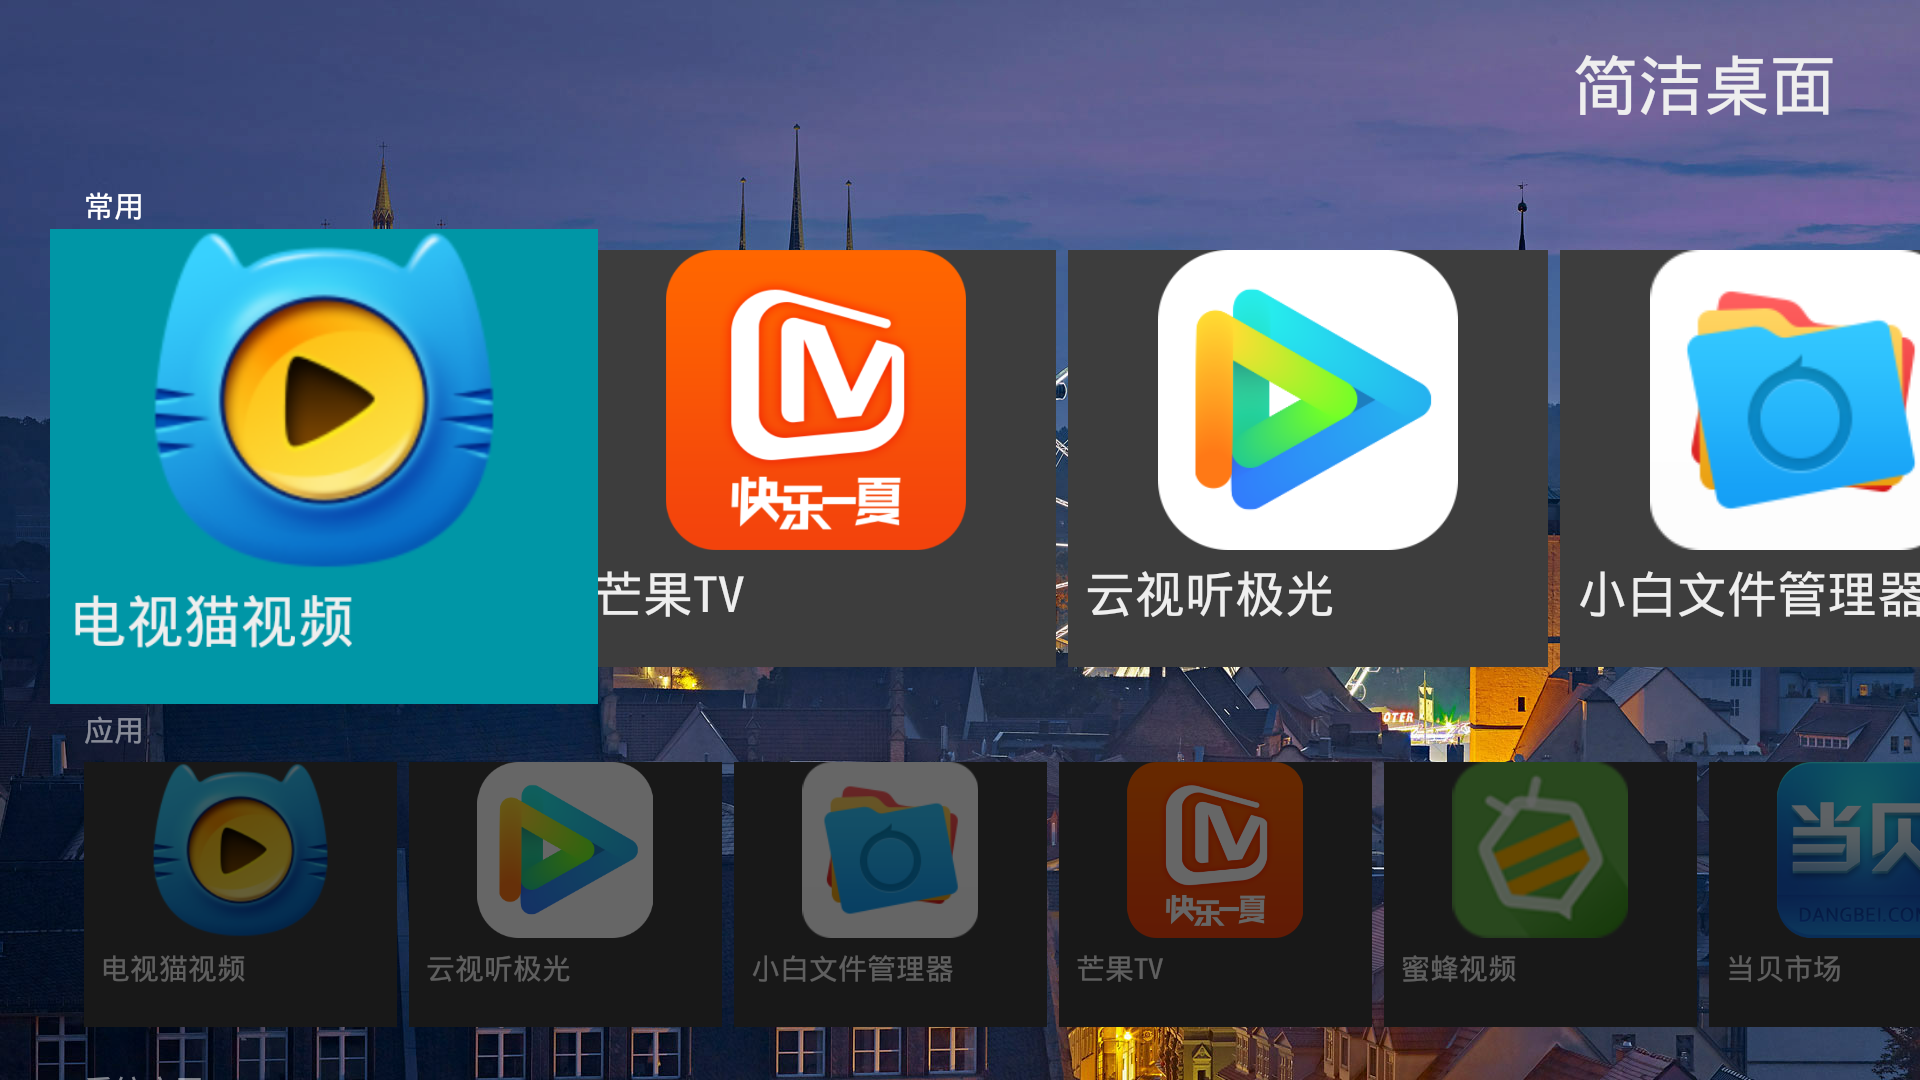 简洁桌面
常用
快乐一夏
电视猫视频
芒果TV
云视听极光
小白文件管理器
OTER
应用
快乐一夏
当贝
DANGBEI.CO
电视猫视频
云视听极光
小白文件管理器
芒果TV
蜜蜂视频
当贝市场